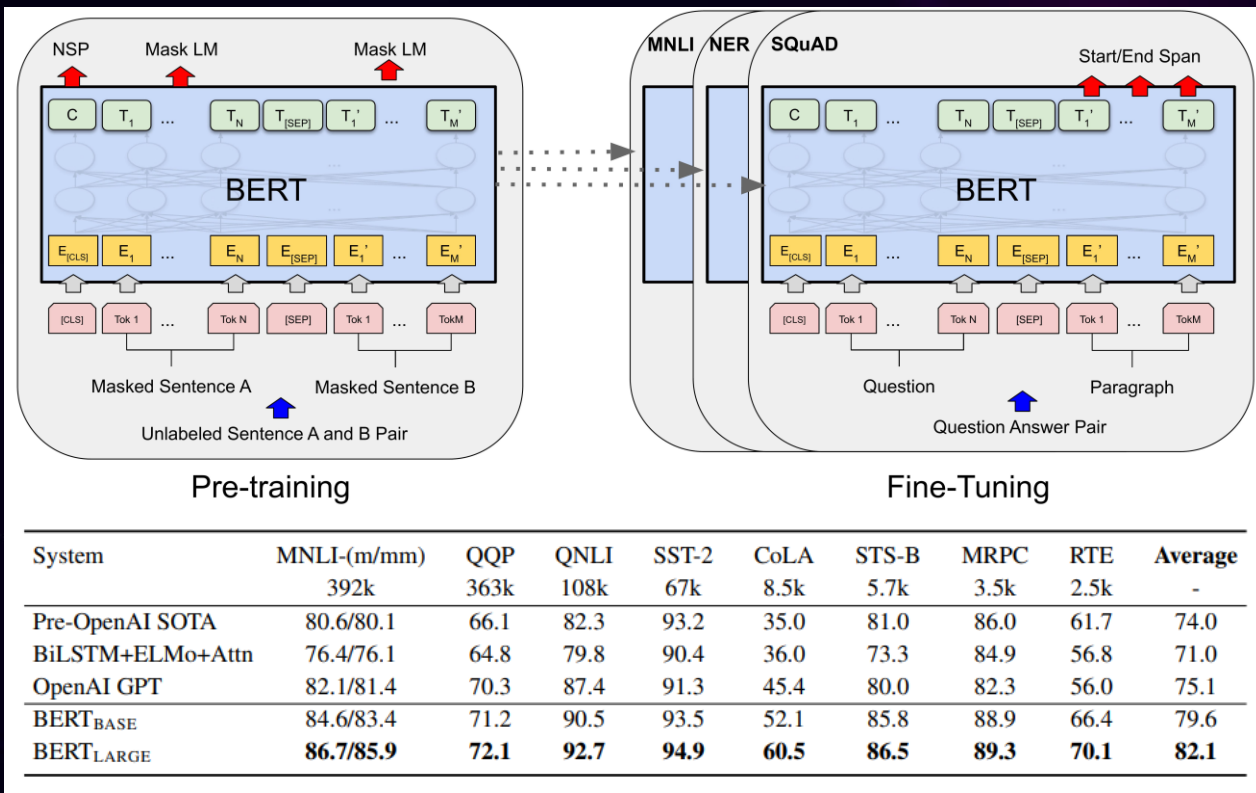 NSP Mask LM Mask LM
C T1 ... TN T[SEP] T1' ... TM'
...
BERT
...
E[CLS] E1 ... EN E[SEP] E1' ... EM'
[CLS] Tok 1 ... Tok N [SEP] Tok 1 ... TokM
Masked Sentence A Masked Sentence B
Unlabeled Sentence A and B Pair
Pre-training
MNLI NER SQuAD
Start/End Span
C T1 ... TN T[SEP] T1' ... TM'
...
BERT
...
E[CLS] E1 ... EN E[SEP] E1' ... EM'
[CLS] Tok 1 ... Tok N [SEP] Tok 1 ... TokM
Question Paragraph
Question Answer Pair
Fine-Tuning
System MNLI-(m/mm) QQP QNLI SST-2 CoLA STS-B MRPC RTE Average
392k 363k 108k 67k 8.5k 5.7k 3.5k 2.5k -
Pre-OpenAI SOTA 80.6/80.1 66.1 82.3 93.2 35.0 81.0 86.0 61.7 74.0
BiLSTM+ELMo+Attn 76.4/76.1 64.8 79.8 90.4 36.0 73.3 84.9 56.8 71.0
OpenAI GPT 82.1/81.4 70.3 87.4 91.3 45.4 80.0 82.3 56.0 75.1
BERTBASE 84.6/83.4 71.2 90.5 93.5 52.1 85.8 88.9 66.4 79.6
BERTLARGE 86.7/85.9 72.1 92.7 94.9 60.5 86.5 89.3 70.1 82.1